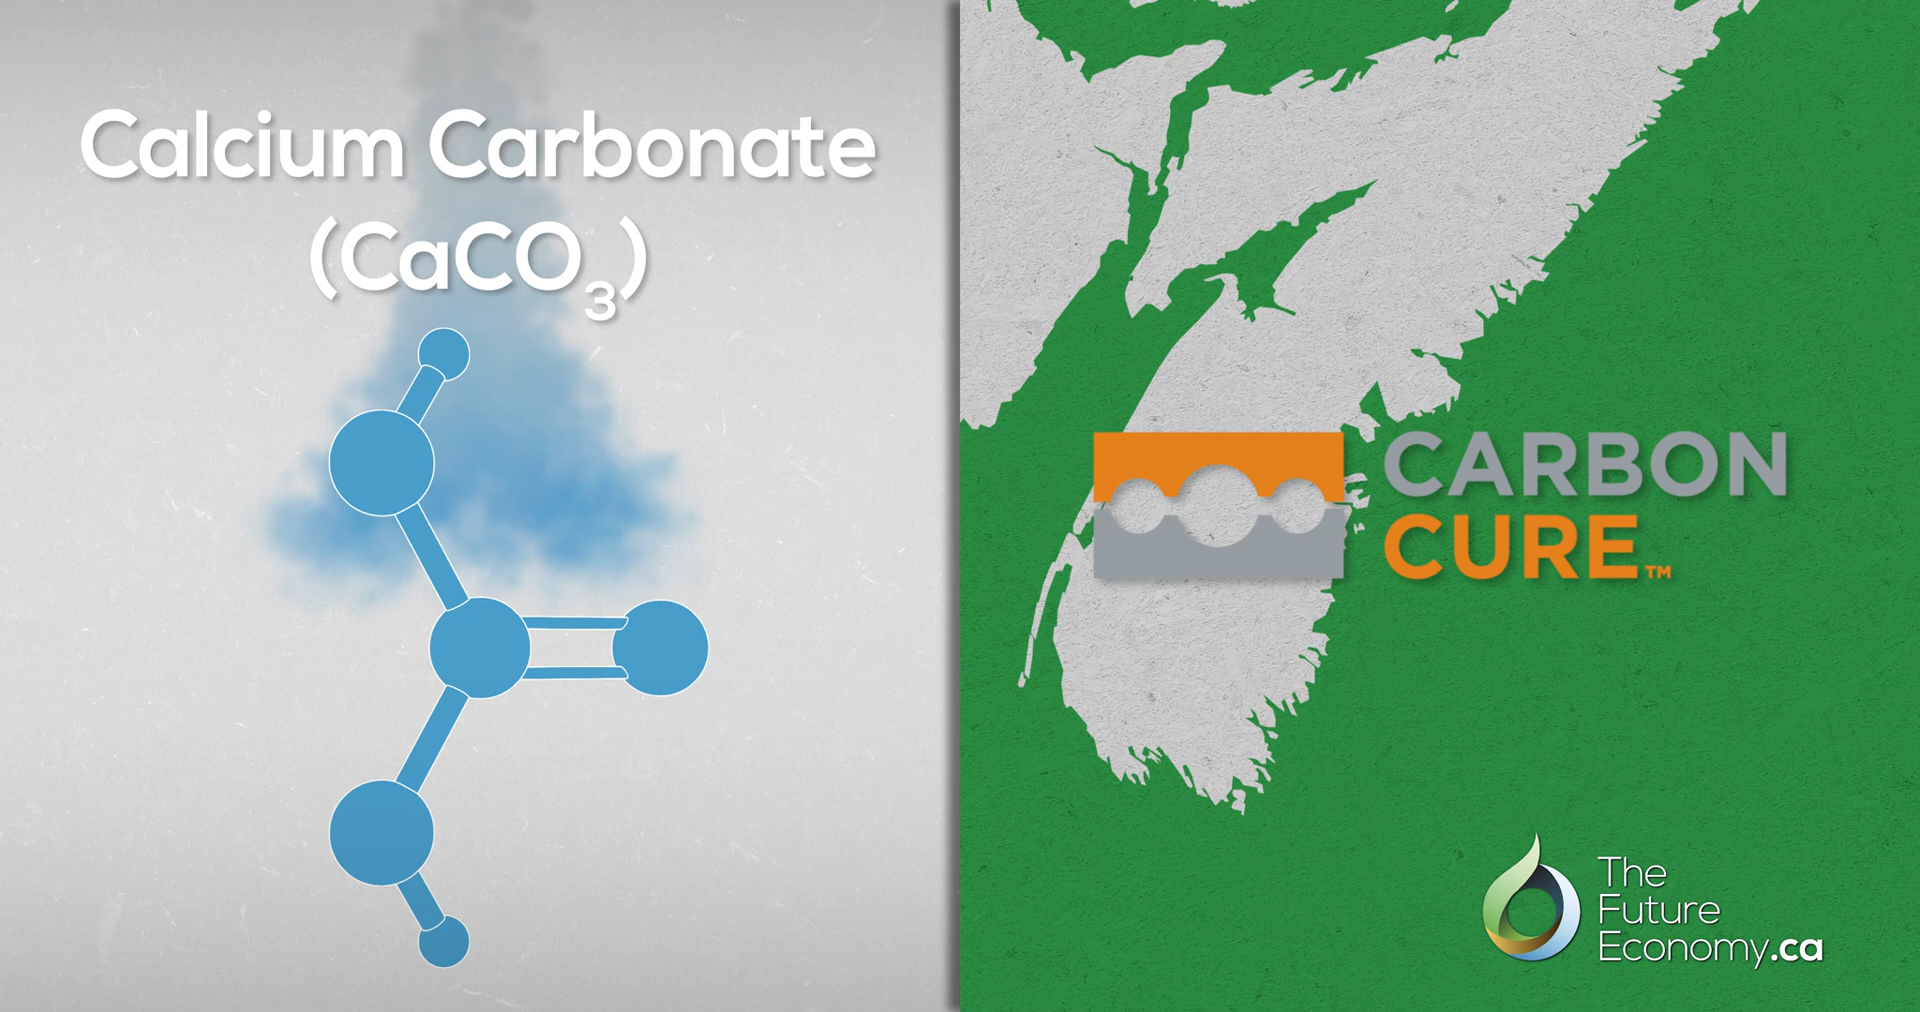 Calcium Carbonate
(CaCO₃)
CARBON
CURE™
The
Future
Economy.ca